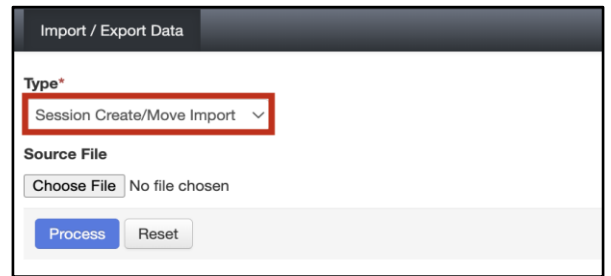 Import / Export Data
Type*
Session Create/Move Import
Source File
Choose File No file chosen
Process Reset